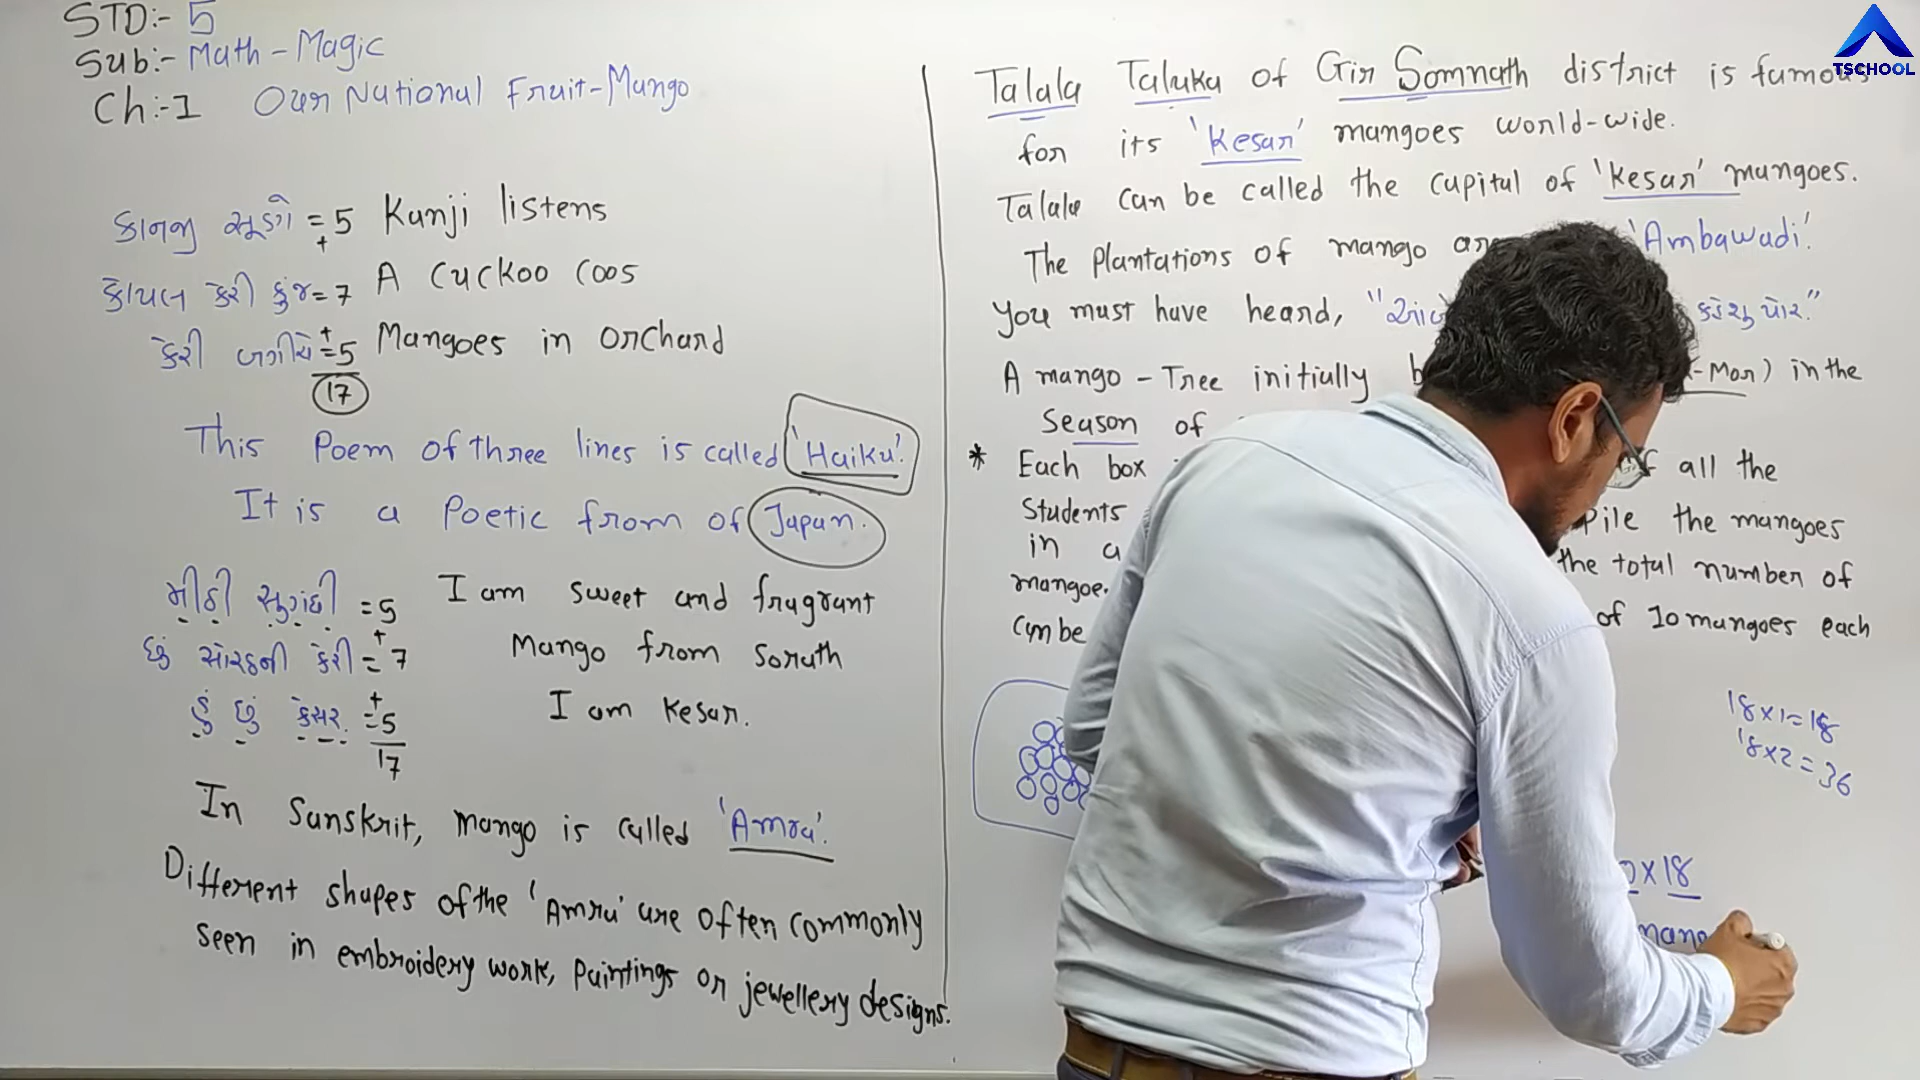 STD:- 5
Sub:- Math-Magic
Ch:-1 Our National Fruit-Mango
કાનજી સૂણે = 5 Kanji listens
+
કોયલ કેરી કુંજ = 7 A Cuckoo coos
+
કેરી બગીચે = 5 Mangoes in orchard
17
This Poem of three lines is called 'Haiku'.
It is a Poetic from of Japan.
મીઠી સુગંધી = 5 I am sweet and fragrant
+
છું સોરઠની કેરી = 7 Mango from Sorath
+
હું છું કેસર. = 5 I am Kesar.
17
In Sanskrit, mango is called 'Amra'.
Different shapes of the 'Amra' are often commonly
seen in embroidery work, Paintings or jewellery designs.
TSCHOOL
Talala Taluka of Gir Somnath district is famous
for its 'Kesar' mangoes world-wide.
Talala can be called the capital of 'Kesar' mangoes.
The plantations of mango 'Ambawadi'.
You must have heard,
A mango - Tree initially -Mor) in the
Season of
* Each box all the
Students Pile the mangoes
in a the total number of
mangoe.
can be of 10 mangoes each
18x1=18
18x2=36
x18